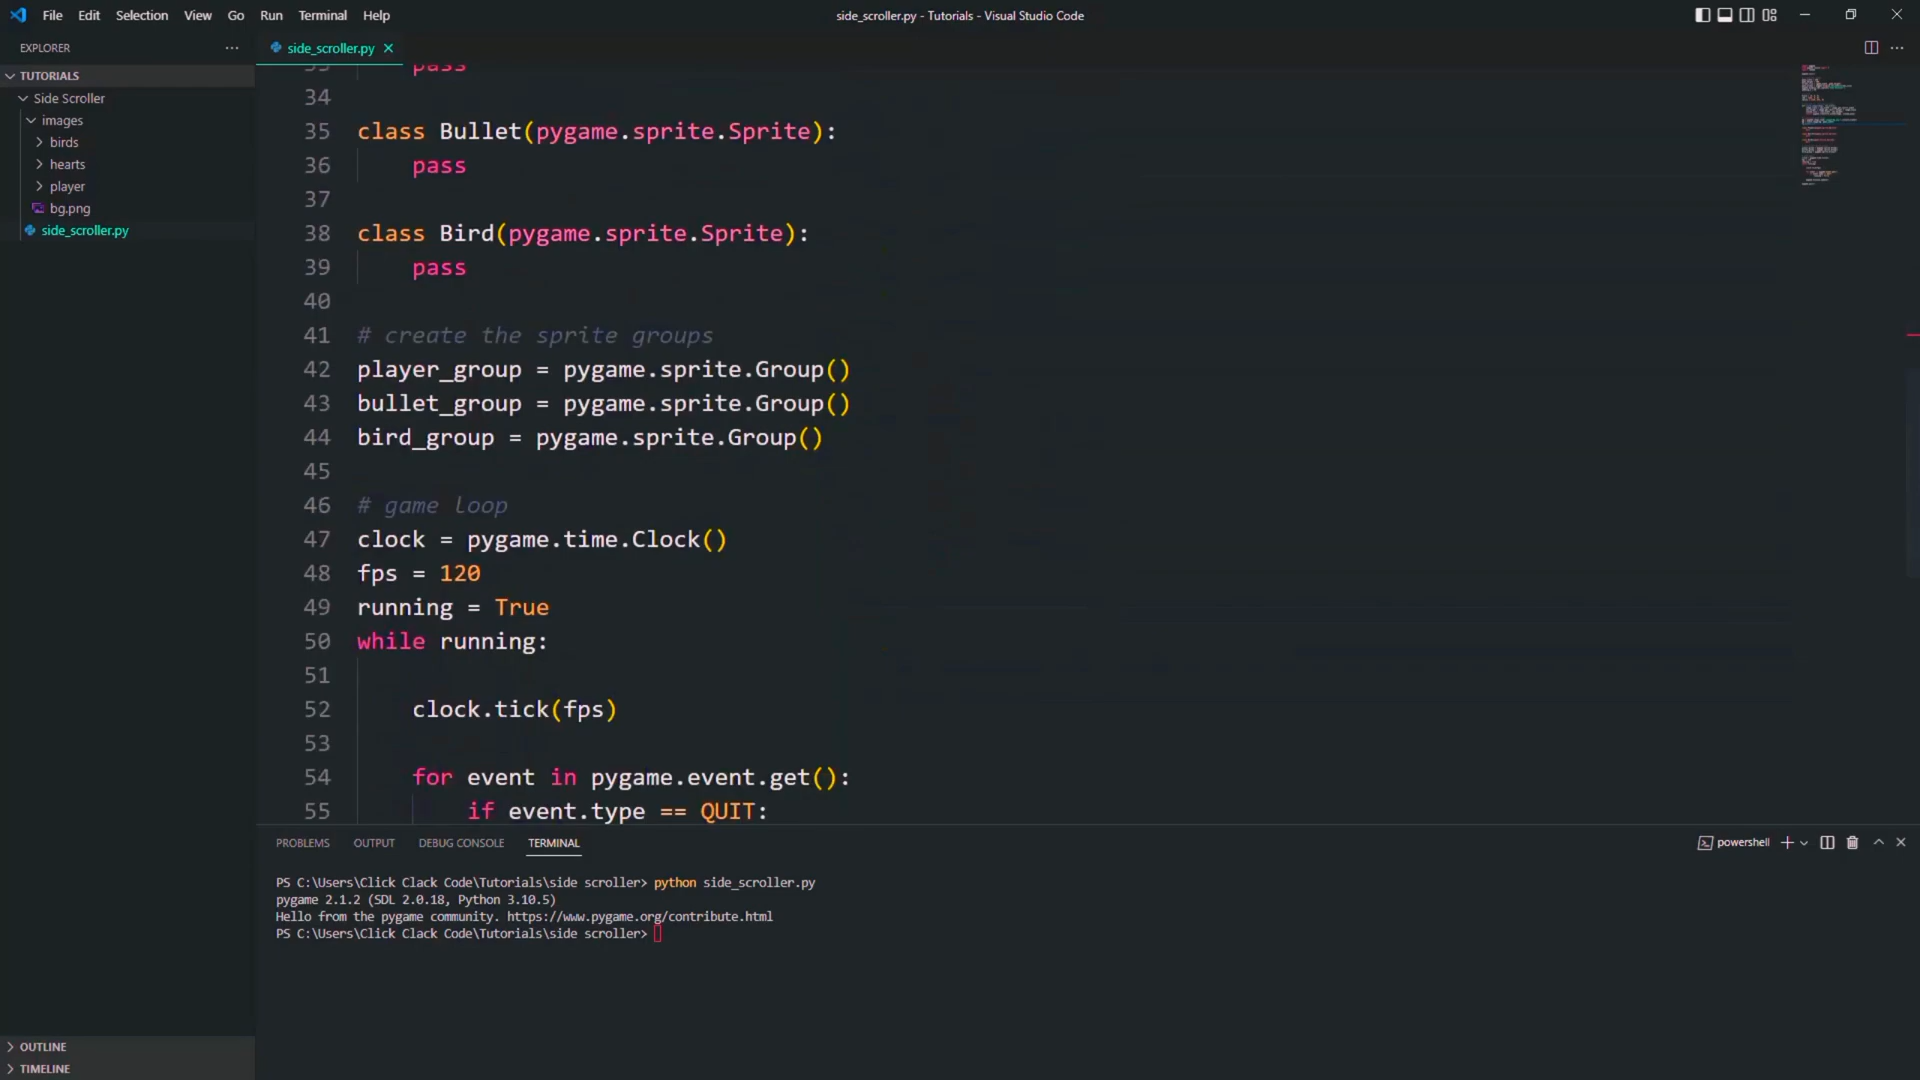 File Edit Selection View Go Run Terminal Help
side_scroller.py - Tutorials - Visual Studio Code
EXPLORER
side_scroller.py
TUTORIALS
Side Scroller
images
birds
hearts
player
bg.png
side_scroller.py
OUTLINE
TIMELINE
33 pass
34
35 class Bullet(pygame.sprite.Sprite):
36 pass
37
38 class Bird(pygame.sprite.Sprite):
39 pass
40
41 # create the sprite groups
42 player_group = pygame.sprite.Group()
43 bullet_group = pygame.sprite.Group()
44 bird_group = pygame.sprite.Group()
45
46 # game loop
47 clock = pygame.time.Clock()
48 fps = 120
49 running = True
50 while running:
51
52 clock.tick(fps)
53
54 for event in pygame.event.get():
55 if event.type == QUIT:
PROBLEMS OUTPUT DEBUG CONSOLE TERMINAL
powershell
PS C:\Users\Click Clack Code\Tutorials\side scroller> python side_scroller.py
pygame 2.1.2 (SDL 2.0.18, Python 3.10.5)
Hello from the pygame community. https://www.pygame.org/contribute.html
PS C:\Users\Click Clack Code\Tutorials\side scroller>